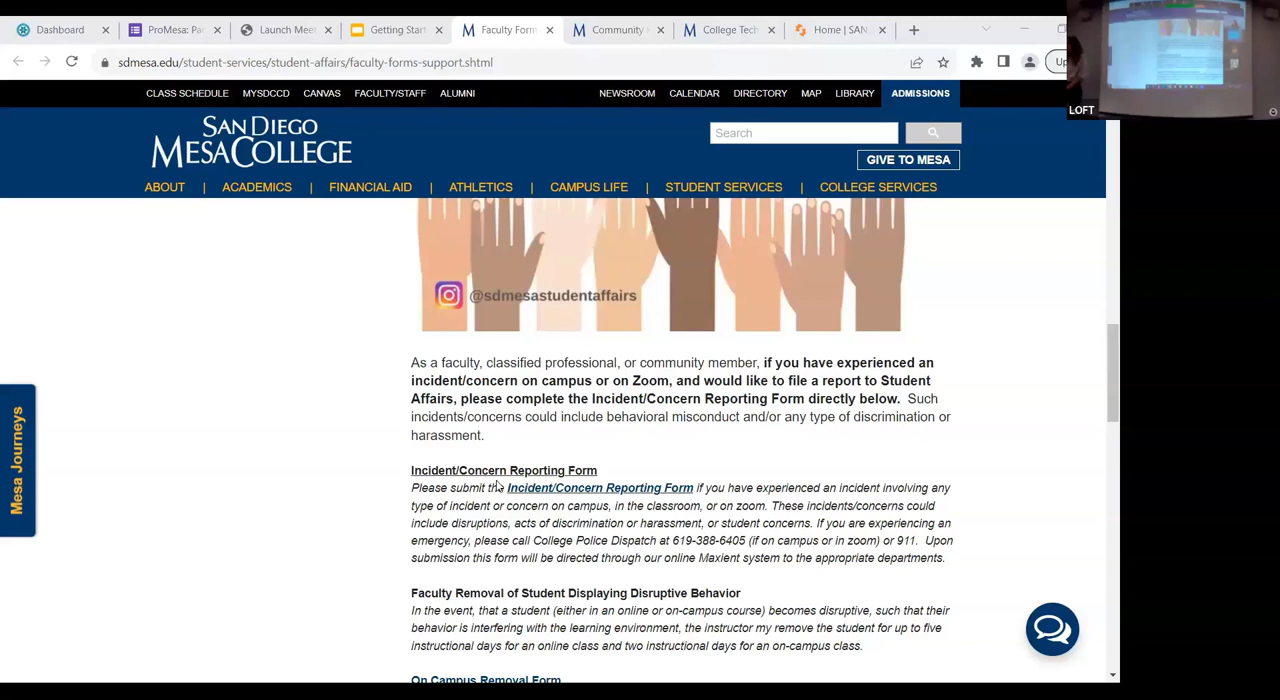 Dashboard
ProMesa: Pa
Launch Meet
Getting Star
Faculty Form
Community
College Tech
Home | SAN
sdmesa.edu/student-services/student-affairs/faculty-forms-support.shtml
Up
CLASS SCHEDULE MYSDCCD CANVAS FACULTY/STAFF ALUMNI NEWSROOM CALENDAR DIRECTORY MAP LIBRARY ADMISSIONS
LOFT
SAN DIEGO
MESA COLLEGE
Search
GIVE TO MESA
ABOUT | ACADEMICS | FINANCIAL AID | ATHLETICS | CAMPUS LIFE | STUDENT SERVICES | COLLEGE SERVICES
@sdmesastudentaffairs
As a faculty, classified professional, or community member, if you have experienced an
incident/concern on campus or on Zoom, and would like to file a report to Student
Affairs, please complete the Incident/Concern Reporting Form directly below. Such
incidents/concerns could include behavioral misconduct and/or any type of discrimination or
harassment.
Mesa Journeys
Incident/Concern Reporting Form
Please submit the Incident/Concern Reporting Form if you have experienced an incident involving any
type of incident or concern on campus, in the classroom, or on zoom. These incidents/concerns could
include disruptions, acts of discrimination or harassment, or student concerns. If you are experiencing an
emergency, please call College Police Dispatch at 619-388-6405 (if on campus or in zoom) or 911. Upon
submission this form will be directed through our online Maxient system to the appropriate departments.
Faculty Removal of Student Displaying Disruptive Behavior
In the event, that a student (either in an online or on-campus course) becomes disruptive, such that their
behavior is interfering with the learning environment, the instructor my remove the student for up to five
instructional days for an online class and two instructional days for an on-campus class.
On Campus Removal Form